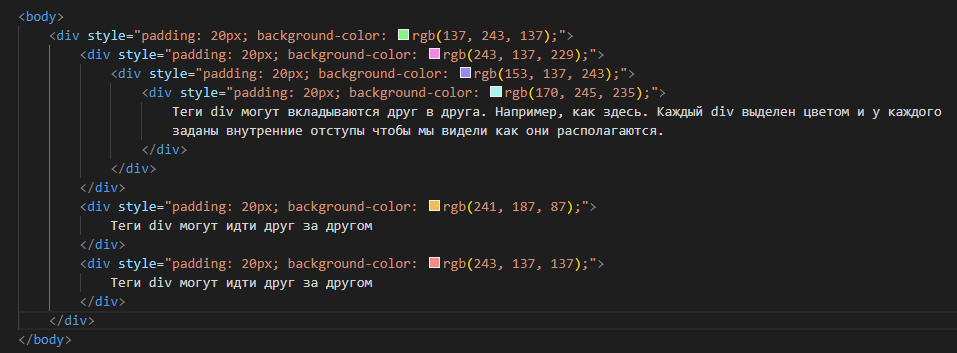 <body>
<div style="padding: 20px; background-color: rgb(137, 243, 137);">
<div style="padding: 20px; background-color: rgb(243, 137, 229);">
<div style="padding: 20px; background-color: rgb(153, 137, 243);">
<div style="padding: 20px; background-color: rgb(170, 245, 235);">
Теги div могут вкладываются друг в друга. Например, как здесь. Каждый div выделен цветом и у каждого
заданы внутренние отступы чтобы мы видели как они располагаются.
</div>
</div>
</div>
<div style="padding: 20px; background-color: rgb(241, 187, 87);">
Теги div могут идти друг за другом
</div>
<div style="padding: 20px; background-color: rgb(243, 137, 137);">
Теги div могут идти друг за другом
</div>
</div>
</body>